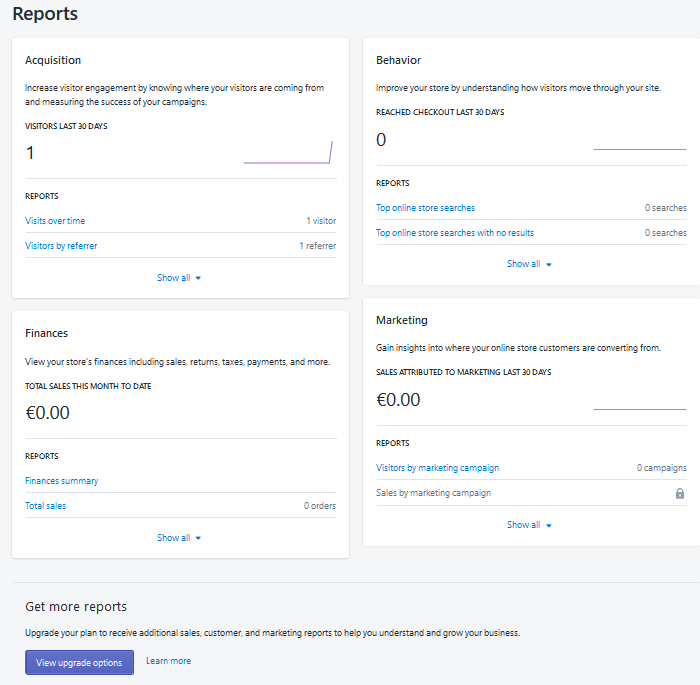 Reports
Acquisition
Increase visitor engagement by knowing where your visitors are coming from
and measuring the success of your campaigns.
VISITORS LAST 30 DAYS
1
REPORTS
Visits over time 1 visitor
Visitors by referrer 1 referrer
Show all
Behavior
Improve your store by understanding how visitors move through your site.
REACHED CHECKOUT LAST 30 DAYS
0
REPORTS
Top online store searches 0 searches
Top online store searches with no results 0 searches
Show all
Finances
View your store's finances including sales, returns, taxes, payments, and more.
TOTAL SALES THIS MONTH TO DATE
€0.00
REPORTS
Finances summary
Total sales 0 orders
Show all
Marketing
Gain insights into where your online store customers are converting from.
SALES ATTRIBUTED TO MARKETING LAST 30 DAYS
€0.00
REPORTS
Visitors by marketing campaign 0 campaigns
Sales by marketing campaign
Show all
Get more reports
Upgrade your plan to receive additional sales, customer, and marketing reports to help you understand and grow your business.
View upgrade options Learn more